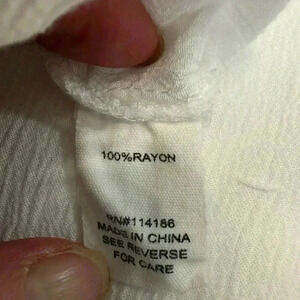 100%RAYON
RN#114186
MADE IN CHINA
SEE REVERSE
FOR CARE